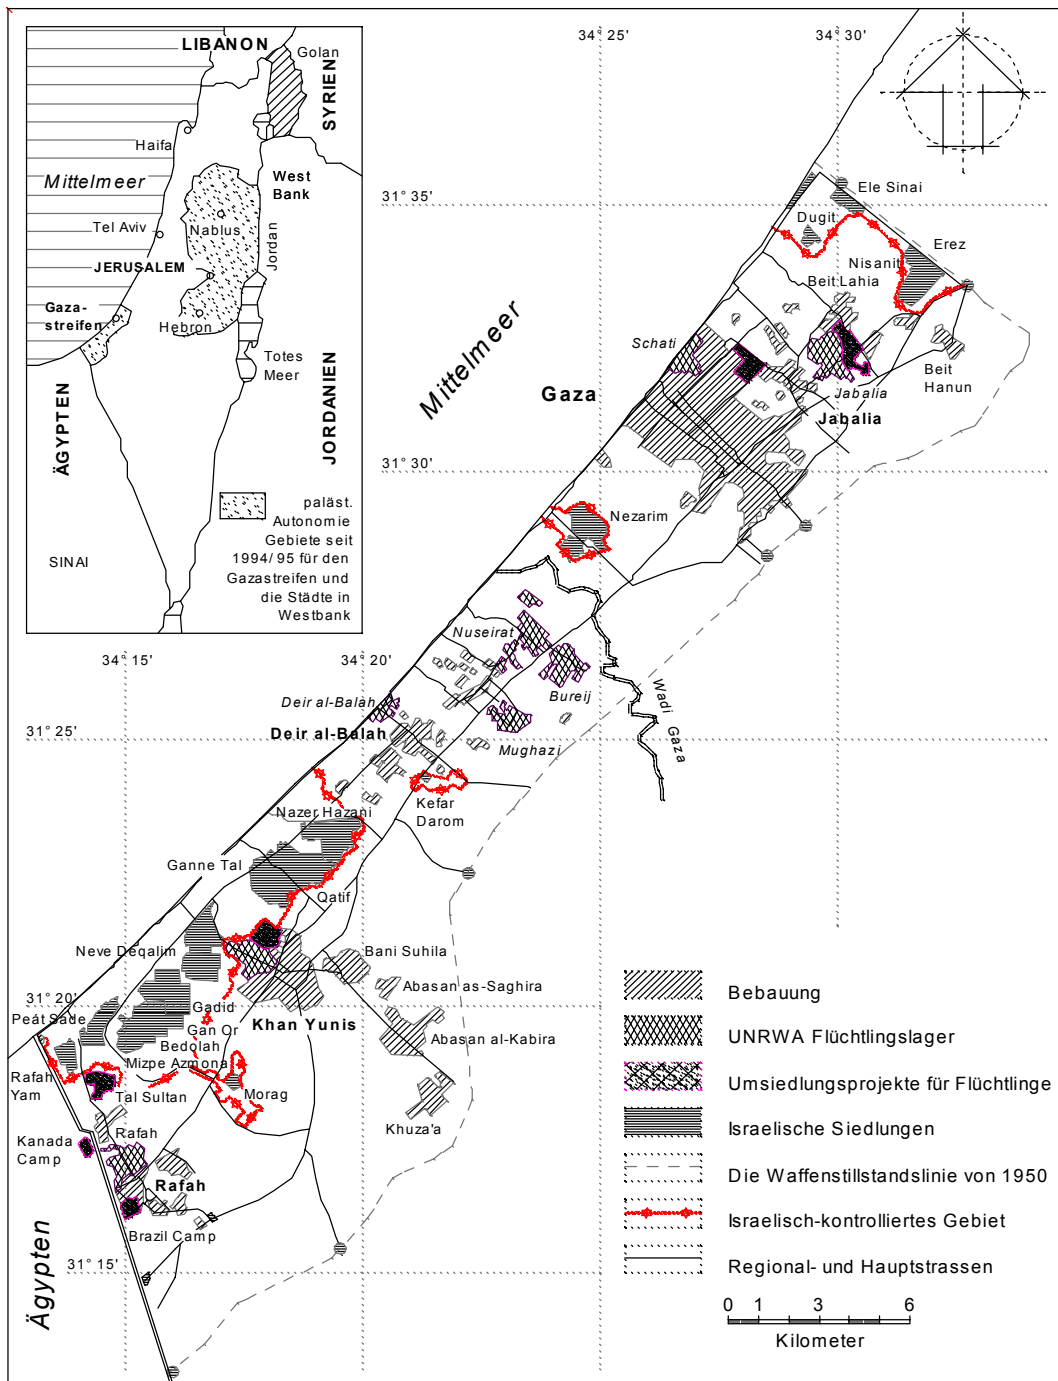 LIBANON
Golan
SYRIEN
Haifa
Mittelmeer
West
Bank
Nablus
Tel Aviv
Jordan
JERUSALEM
Gaza-
streifen
Hebron
Totes
Meer
ÄGYPTEN
JORDANIEN
SINAI
paläst.
Autonomie
Gebiete seit
1994/95 für den
Gazastreifen und
die Städte in
Westbank
34° 25'
34° 30'
31° 35'
Ele Sinai
Dugit
Erez
Nisanit
Beit Lahia
Mittelmeer
Schati
Gaza
Jabalia
Beit
Hanun
Jabalia
31° 30'
Nezarim
34° 15'
34° 20'
Nuseirat
Bureij
Wadi Gaza
Deir al-Balah
Deir al-Balah
31° 25'
Mughazi
Kefar
Darom
Nazer Hazani
Ganne Tal
Qatif
Neve Deqalim
Bani Suhila
Abasan as-Saghira
31° 20'
Gadid
Peát Sade
Khan Yunis
Gan Or
Abasan al-Kabira
Bedolah
Mizpe Azmona
Rafah
Yam
Tal Sultan
Morag
Khuza'a
Kanada
Camp
Rafah
Rafah
Brazil Camp
31° 15'
Ägypten
Bebauung
UNRWA Flüchtlingslager
Umsiedlungsprojekte für Flüchtlinge
Israelische Siedlungen
Die Waffenstillstandslinie von 1950
Israelisch-kontrolliertes Gebiet
Regional- und Hauptstrassen
0 1 3 6
Kilometer